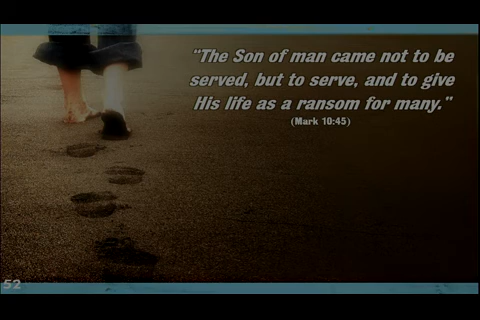 "The Son of man came not to be
served, but to serve, and to give
His life as a ransom for many."
(Mark 10:45)
52